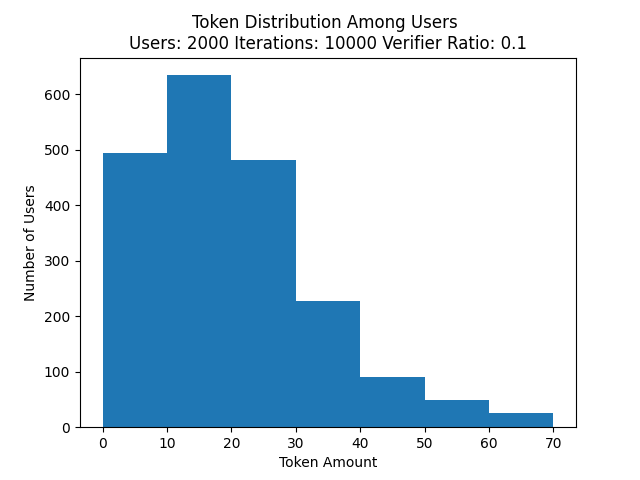 Token Distribution Among Users
Users: 2000 Iterations: 10000 Verifier Ratio: 0.1
600
500
400
300
200
100
0
Number of Users
0 10 20 30 40 50 60 70
Token Amount